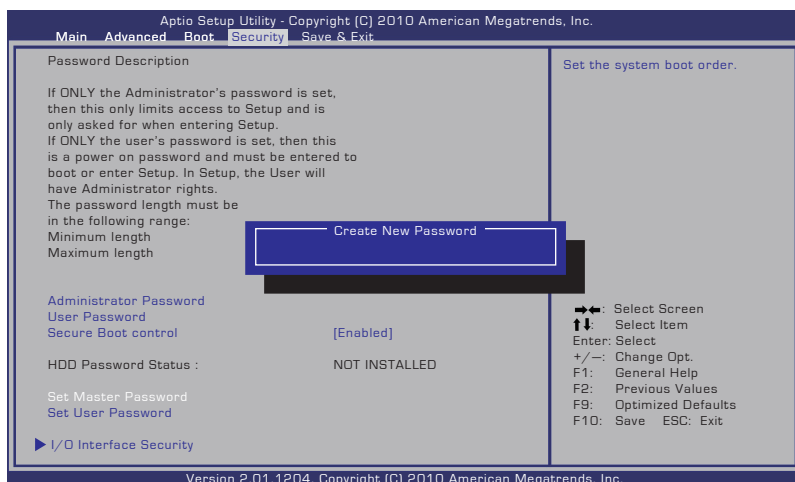 Aptio Setup Utility - Copyright (C) 2010 American Megatrends, Inc.
Main Advanced Boot Security Save & Exit
Password Description
If ONLY the Administrator's password is set,
then this only limits access to Setup and is
only asked for when entering Setup.
If ONLY the user's password is set, then this
is a power on password and must be entered to
boot or enter Setup. In Setup, the User will
have Administrator rights.
The password length must be
in the following range:
Minimum length
Maximum length
Create New Password
Administrator Password
User Password
Secure Boot control [Enabled]
HDD Password Status : NOT INSTALLED
Set Master Password
Set User Password
I/O Interface Security
Set the system boot order.
→←: Select Screen
↑↓: Select Item
Enter: Select
+/—: Change Opt.
F1: General Help
F2: Previous Values
F9: Optimized Defaults
F10: Save ESC: Exit
Version 2.01.1204. Copyright (C) 2010 American Megatrends, Inc.